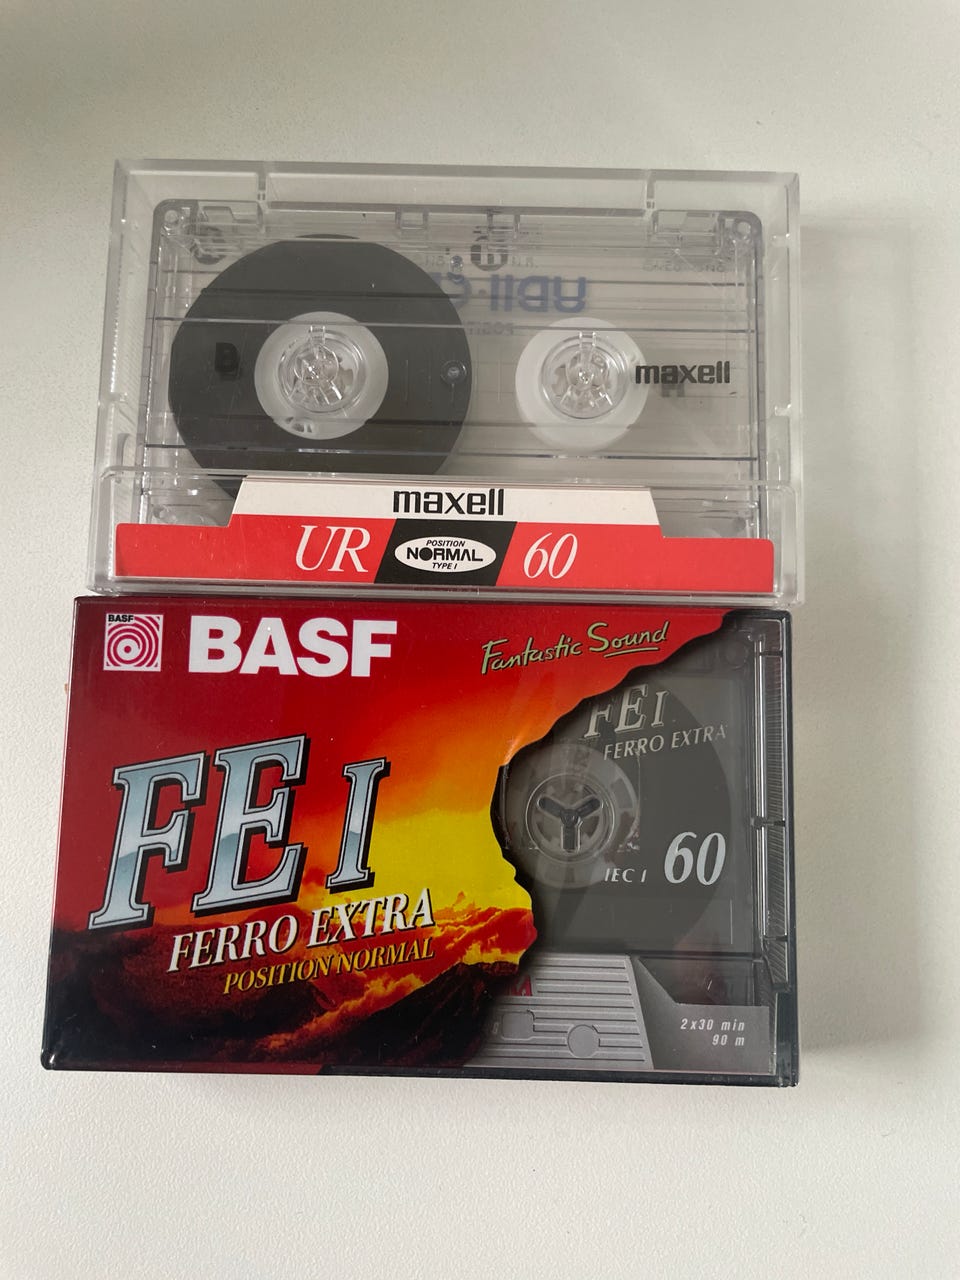 B
maxell
maxell
UR
POSITION
NORMAL
TYPE I
60
BASF
BASF
Fantastic Sound
FE I
FERRO EXTRA
POSITION NORMAL
FE I
FERRO EXTRA
IEC I 60
2x30 min
90 m